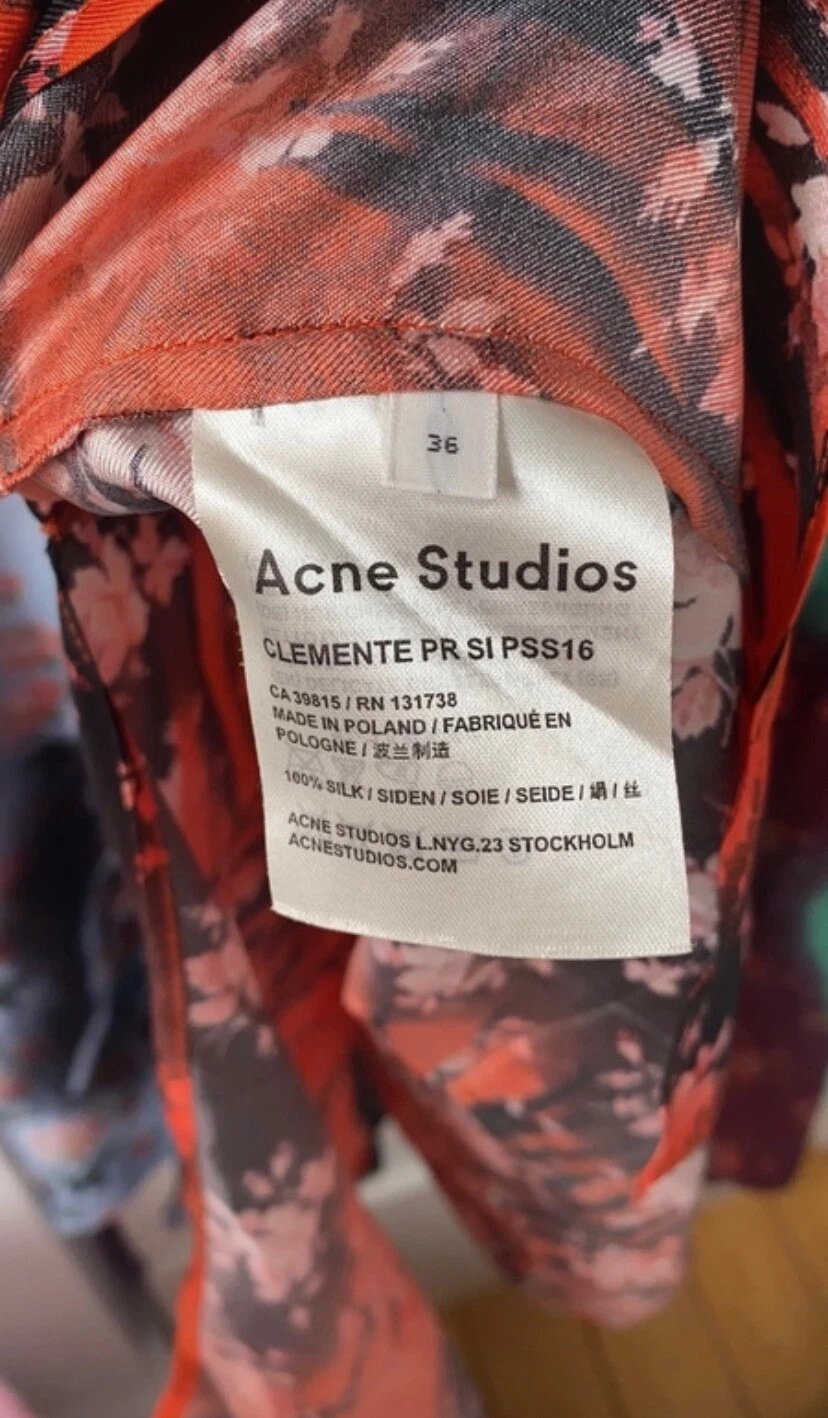 36
Acne Studios
CLEMENTE PR SI PSS16
CA 39815 / RN 131738
MADE IN POLAND / FABRIQUÉ EN
POLOGNE / 波兰制造
100% SILK / SIDEN / SOIE / SEIDE / 絹 / 丝
ACNE STUDIOS L.NYG.23 STOCKHOLM
ACNESTUDIOS.COM